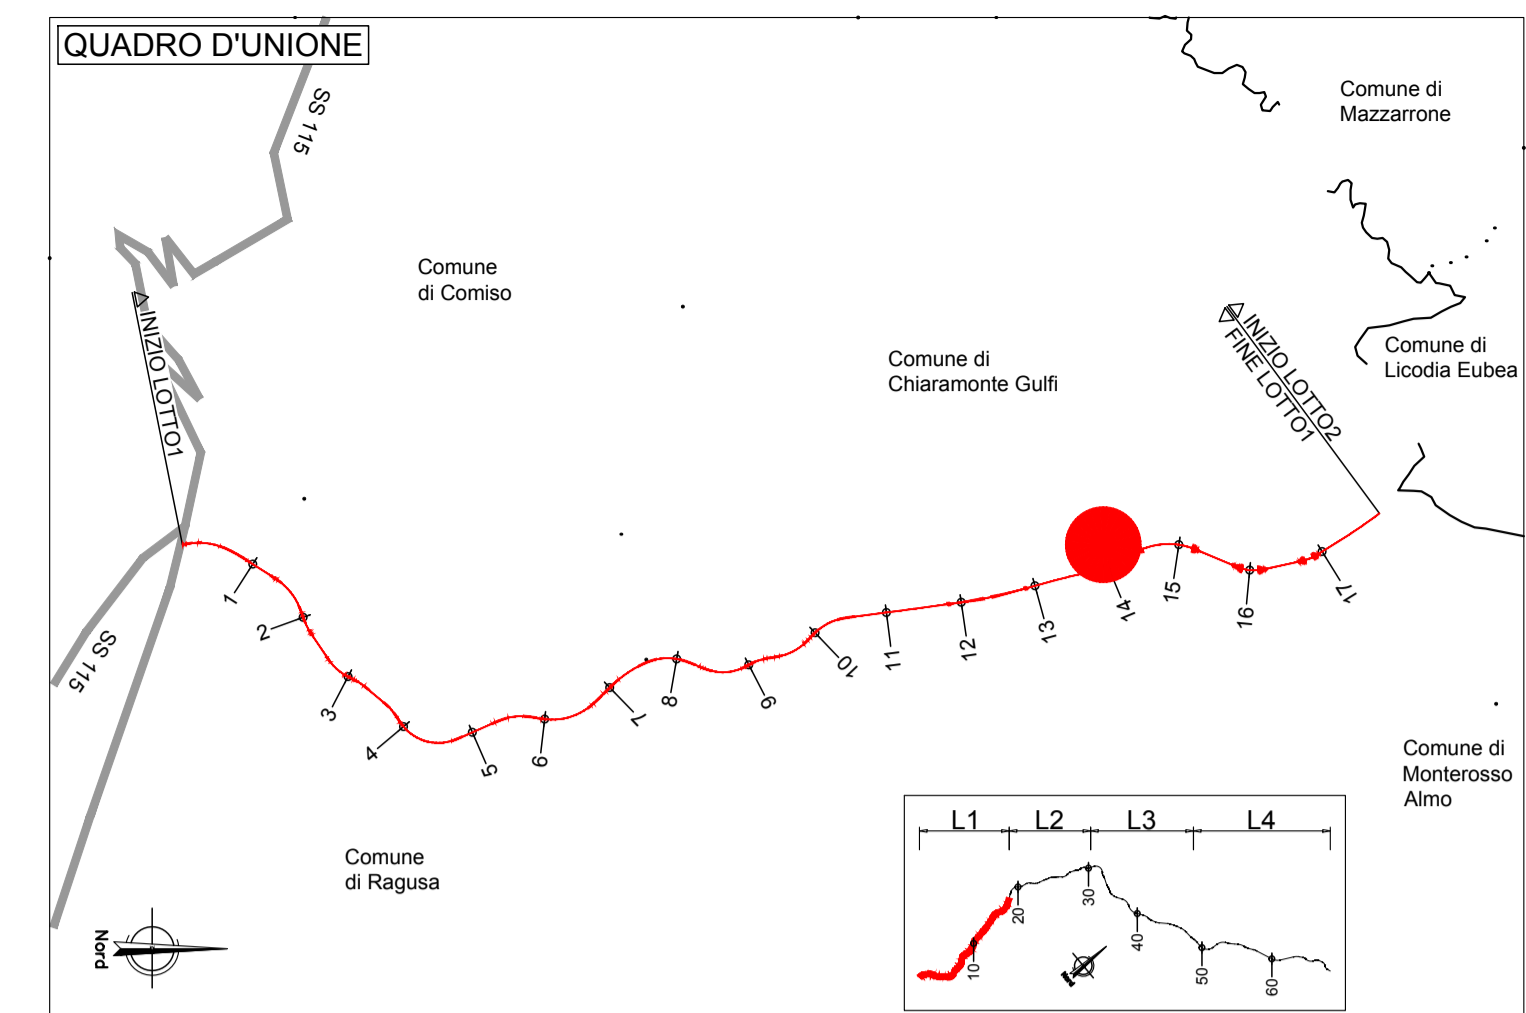 QUADRO D'UNIONE
SS 115
Comune di
Mazzarrone
Comune
di Comiso
INIZIO LOTTO1
Comune di
Chiaramonte Gulfi
INIZIO LOTTO2
FINE LOTTO1
Comune di
Licodia Eubea
1
2
3
4
5
6
7
8
9
10
11
12
13
14
15
16
17
SS 115
Comune di
Monterosso
Almo
Comune
di Ragusa
Nord
L1
L2
L3
L4
10
20
30
40
50
60